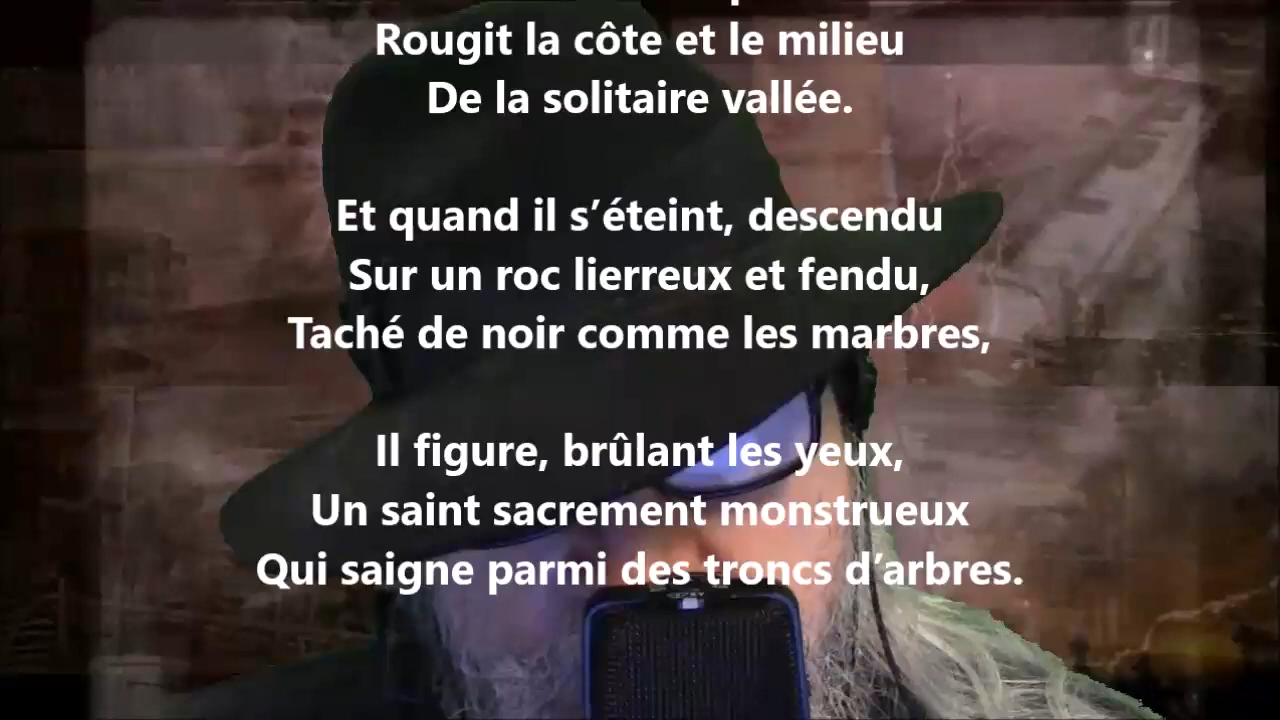 Rougit la côte et le milieu
De la solitaire vallée.
Et quand il s’éteint, descendu
Sur un roc lierreux et fendu,
Taché de noir comme les marbres,
Il figure, brûlant les yeux,
Un saint sacrement monstrueux
Qui saigne parmi des troncs d’arbres.